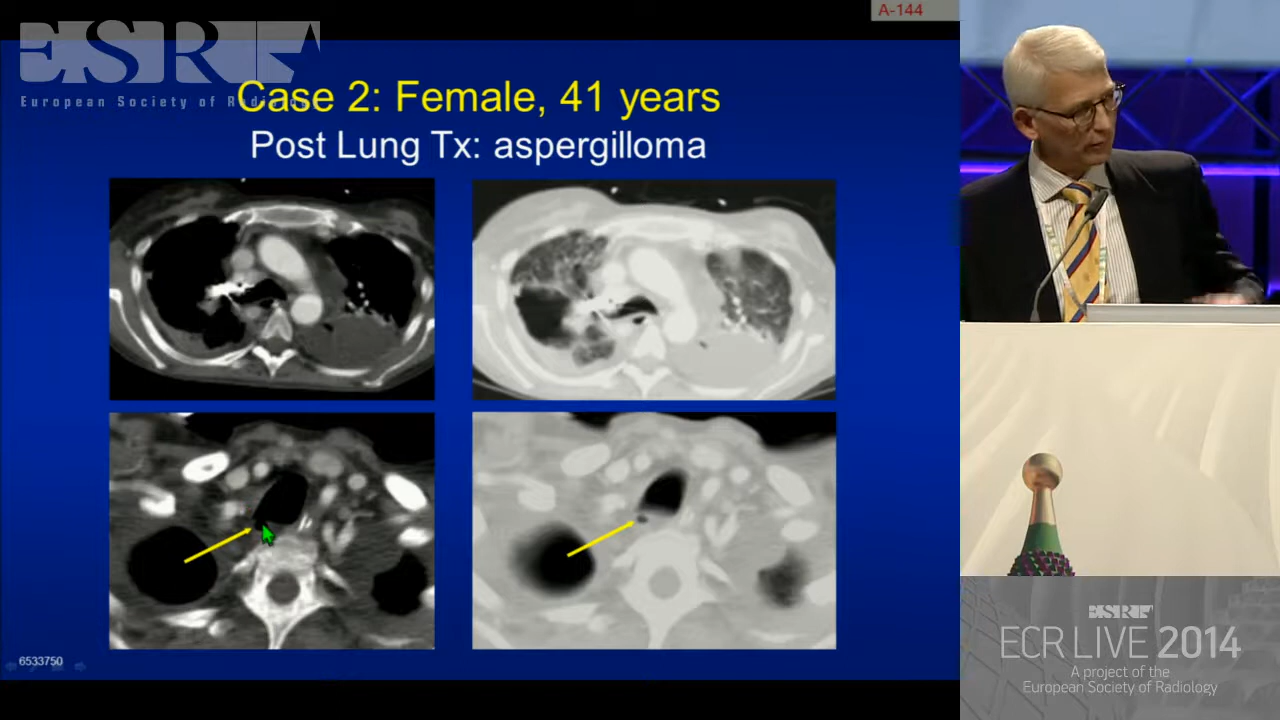 A-144
ESR
European Society of Radiology
Case 2: Female, 41 years
Post Lung Tx: aspergilloma
6533750
ESR
ECR LIVE 2014
A project of the
European Society of Radiology